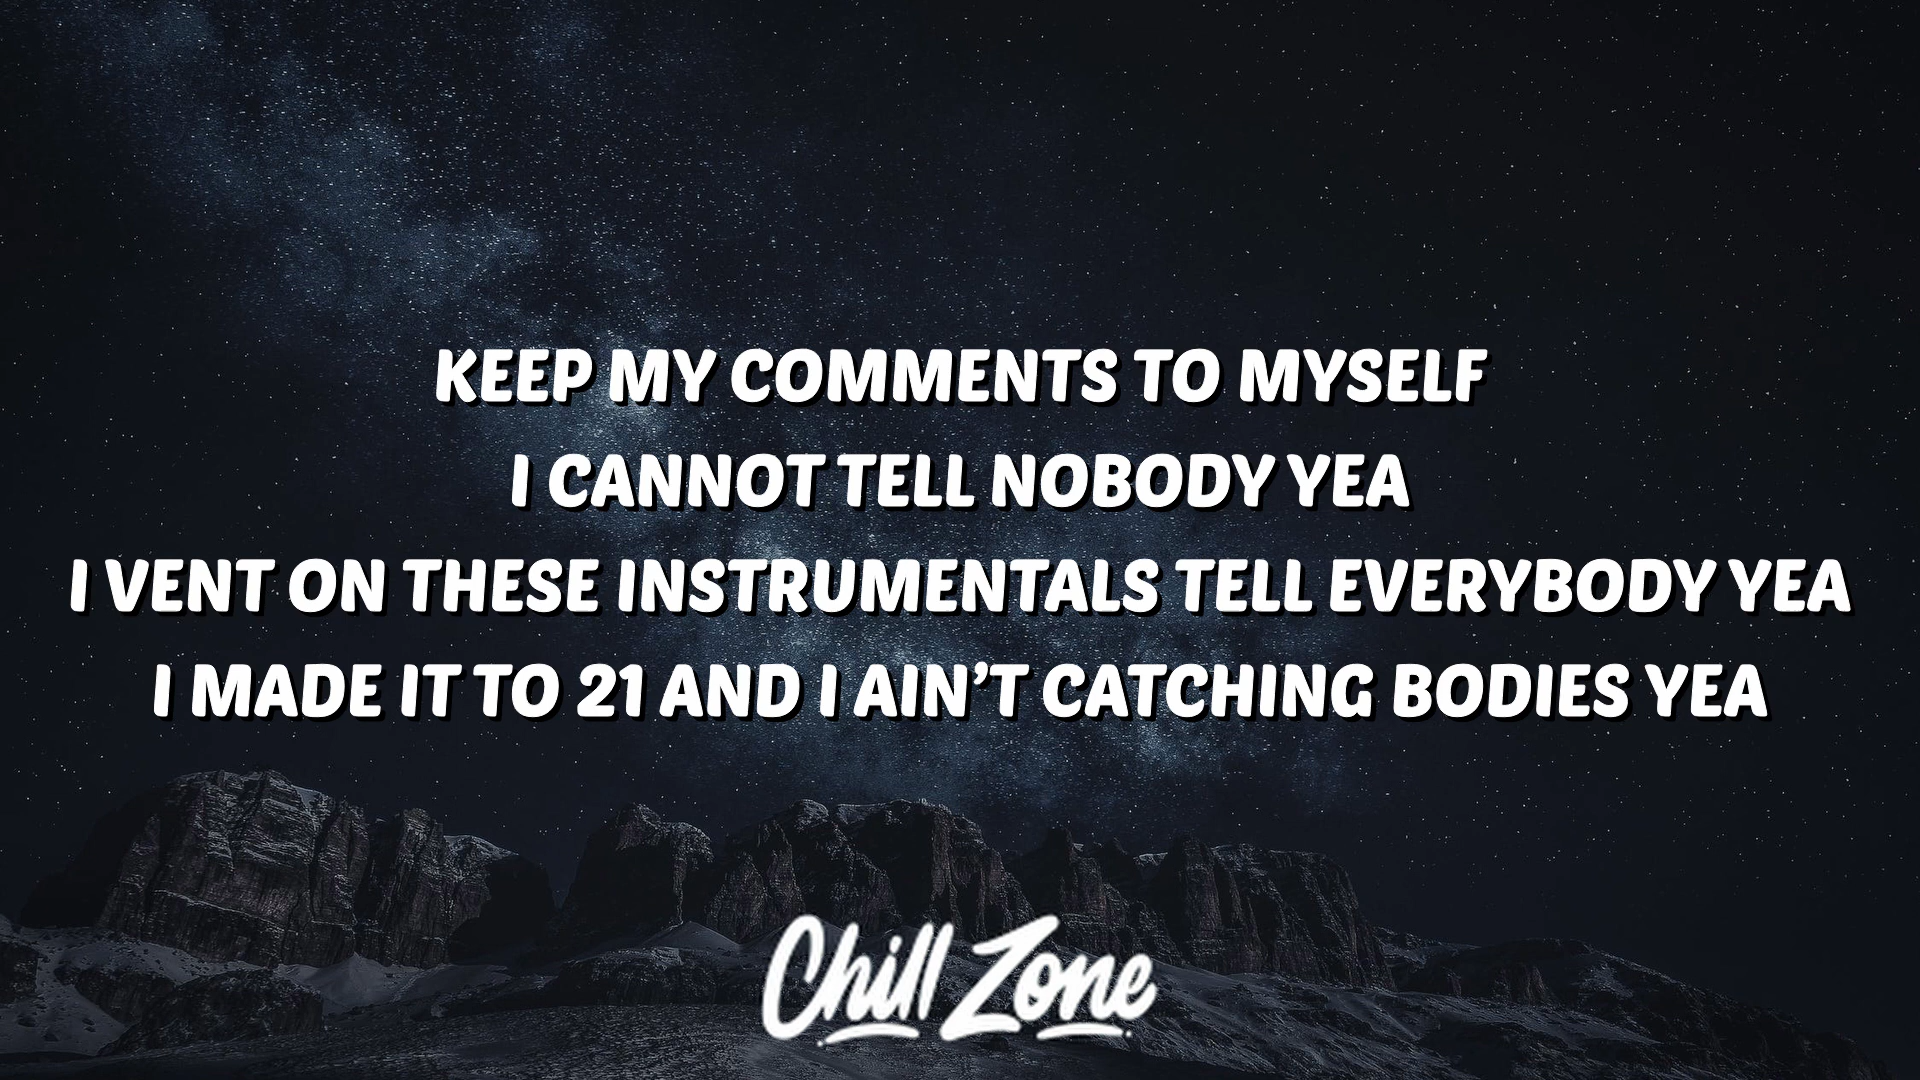 KEEP MY COMMENTS TO MYSELF
I CANNOT TELL NOBODY YEA
I VENT ON THESE INSTRUMENTALS TELL EVERYBODY YEA
I MADE IT TO 21 AND I AIN’T CATCHING BODIES YEA
Chill Zone